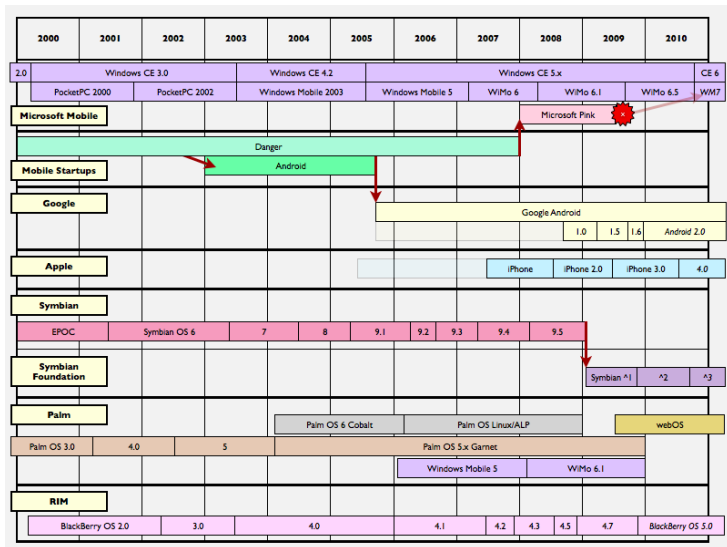 2000 2001 2002 2003 2004 2005 2006 2007 2008 2009 2010
2.0 Windows CE 3.0 Windows CE 4.2 Windows CE 5.x CE 6
PocketPC 2000 PocketPC 2002 Windows Mobile 2003 Windows Mobile 5 WiMo 6 WiMo 6.1 WiMo 6.5 WM7
Microsoft Mobile Microsoft Pink x
Danger
Mobile Startups Android
Google Google Android
1.0 1.5 1.6 Android 2.0
Apple iPhone iPhone 2.0 iPhone 3.0 4.0
Symbian
EPOC Symbian OS 6 7 8 9.1 9.2 9.3 9.4 9.5
Symbian
Foundation Symbian ^1 ^2 ^3
Palm Palm OS 6 Cobalt Palm OS Linux/ALP webOS
Palm OS 3.0 4.0 5 Palm OS 5.x Garnet
Windows Mobile 5 WiMo 6.1
RIM
BlackBerry OS 2.0 3.0 4.0 4.1 4.2 4.3 4.5 4.7 BlackBerry OS 5.0